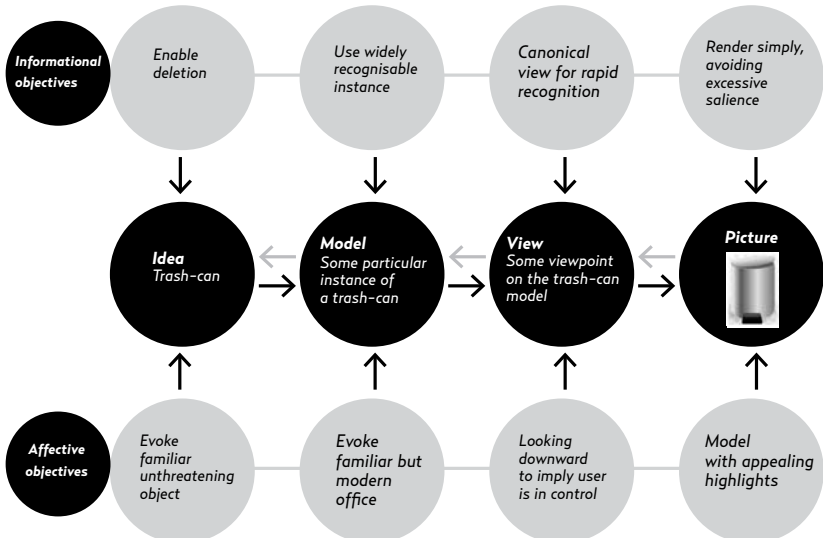 Informational
objectives
Enable
deletion
Use widely
recognisable
instance
Canonical
view for rapid
recognition
Render simply,
avoiding
excessive
salience
Idea
Trash-can
Model
Some particular
instance of
a trash-can
View
Some viewpoint
on the trash-can
model
Picture
Affective
objectives
Evoke
familiar
unthreatening
object
Evoke
familiar but
modern
office
Looking
downward
to imply user
is in control
Model
with appealing
highlights